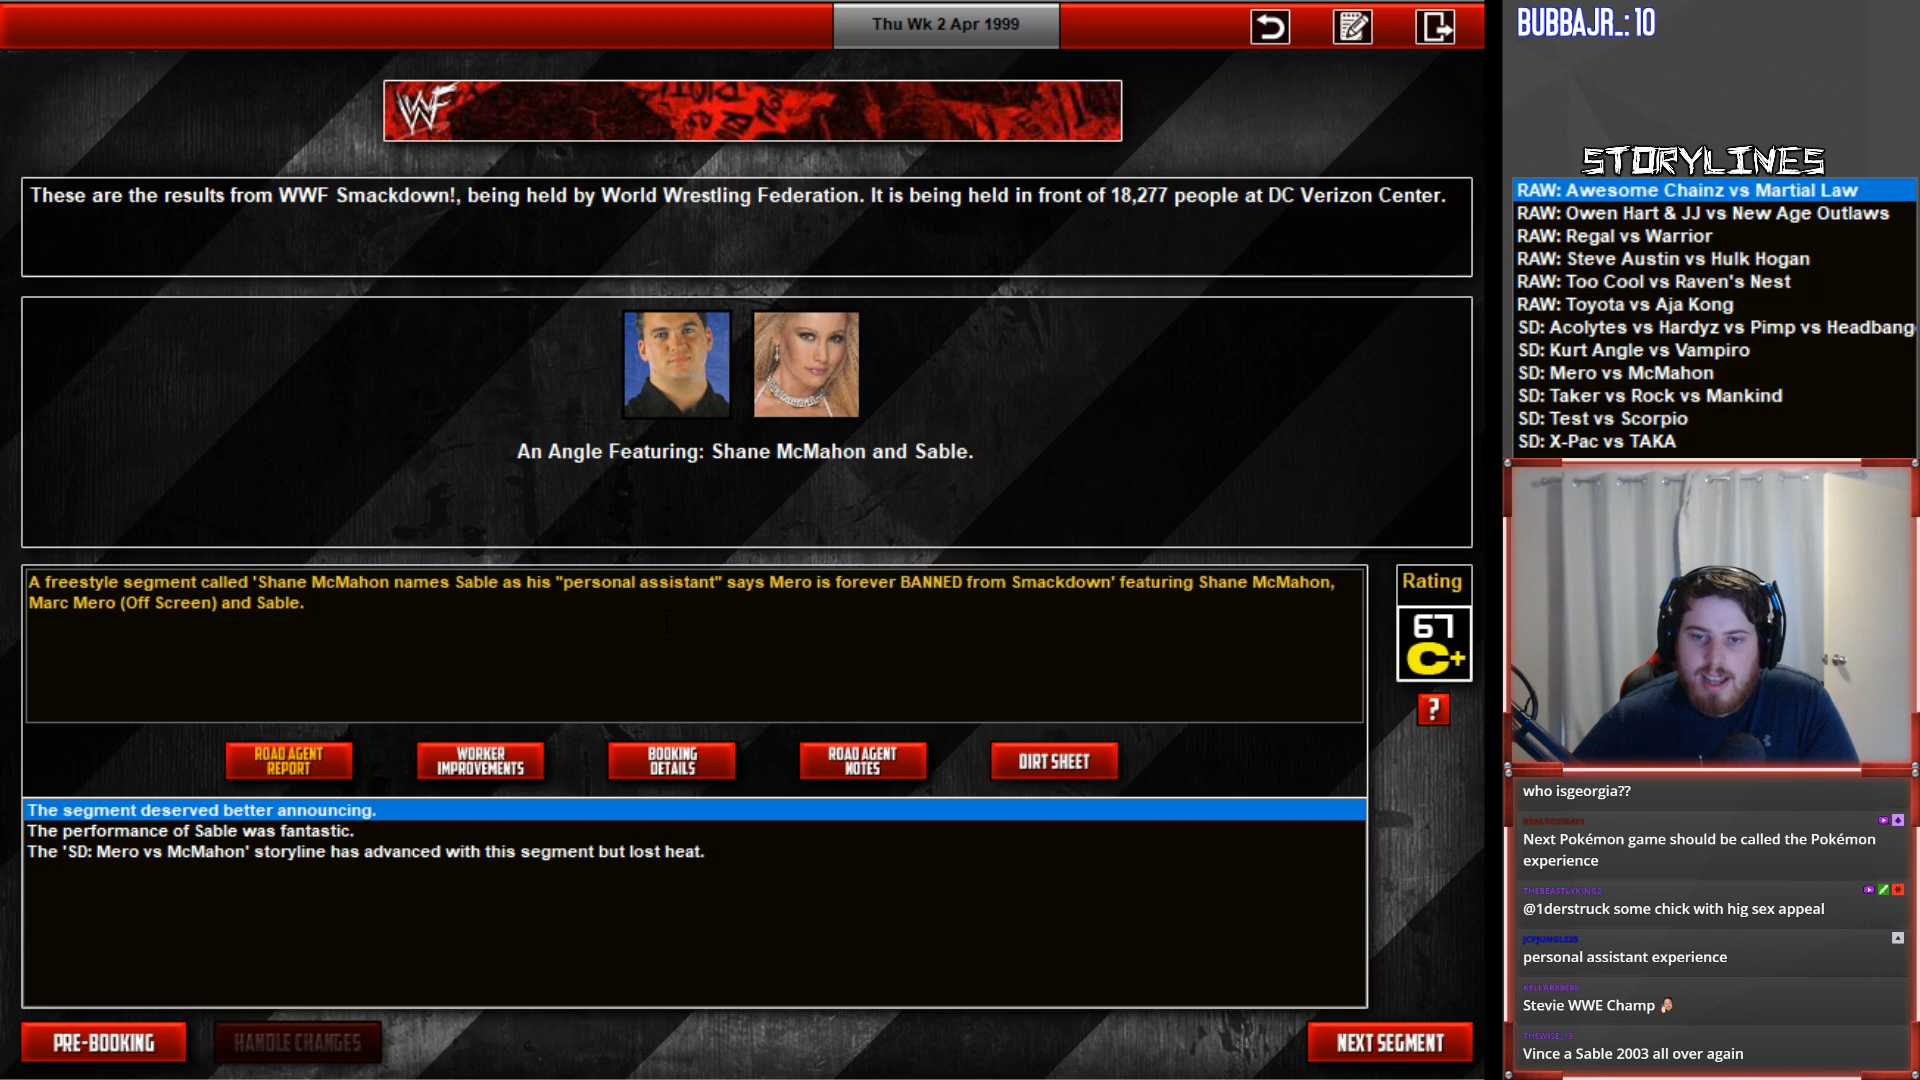 Thu Wk 2 Apr 1999
WF
These are the results from WWF Smackdown!, being held by World Wrestling Federation. It is being held in front of 18,277 people at DC Verizon Center.
An Angle Featuring: Shane McMahon and Sable.
A freestyle segment called 'Shane McMahon names Sable as his "personal assistant" says Mero is forever BANNED from Smackdown' featuring Shane McMahon,
Marc Mero (Off Screen) and Sable.
Rating
67
C+
?
ROAD AGENT
REPORT
WORKER
IMPROVEMENTS
BOOKING
DETAILS
ROAD AGENT
NOTES
DIRT SHEET
The segment deserved better announcing.
The performance of Sable was fantastic.
The 'SD: Mero vs McMahon' storyline has advanced with this segment but lost heat.
PRE-BOOKING
HANDLE CHANGES
NEXT SEGMENT
BUBBAJR_: 10
STORYLINES
RAW: Awesome Chainz vs Martial Law
RAW: Owen Hart & JJ vs New Age Outlaws
RAW: Regal vs Warrior
RAW: Steve Austin vs Hulk Hogan
RAW: Too Cool vs Raven's Nest
RAW: Toyota vs Aja Kong
SD: Acolytes vs Hardyz vs Pimp vs Headbang
SD: Kurt Angle vs Vampiro
SD: Mero vs McMahon
SD: Taker vs Rock vs Mankind
SD: Test vs Scorpio
SD: X-Pac vs TAKA
who isgeorgia??
Next Pokémon game should be called the Pokémon
experience
THEBEASTLYKING2
@1derstruck some chick with hig sex appeal
JCPJUNGLE25
personal assistant experience
Stevie WWE Champ
THEWISE_15
Vince a Sable 2003 all over again